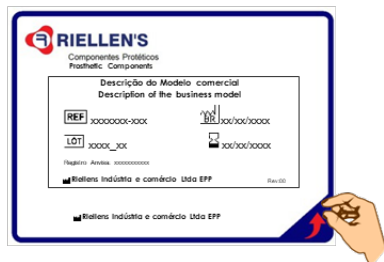 RIELLEN'S
Componentes Protéticos
Prosthetic Components
Descrição do Modelo comercial
Description of the business model
REF xxxxxxx-xxx
BR xx/xx/xxxx
LOT xxxx_xx
xx/xx/xxxx
Registro Anvisa xxxxxxxxxxx
Riellens Indústria e comércio Ltda EPP
Rev.00
Riellens Indústria e comércio Ltda EPP